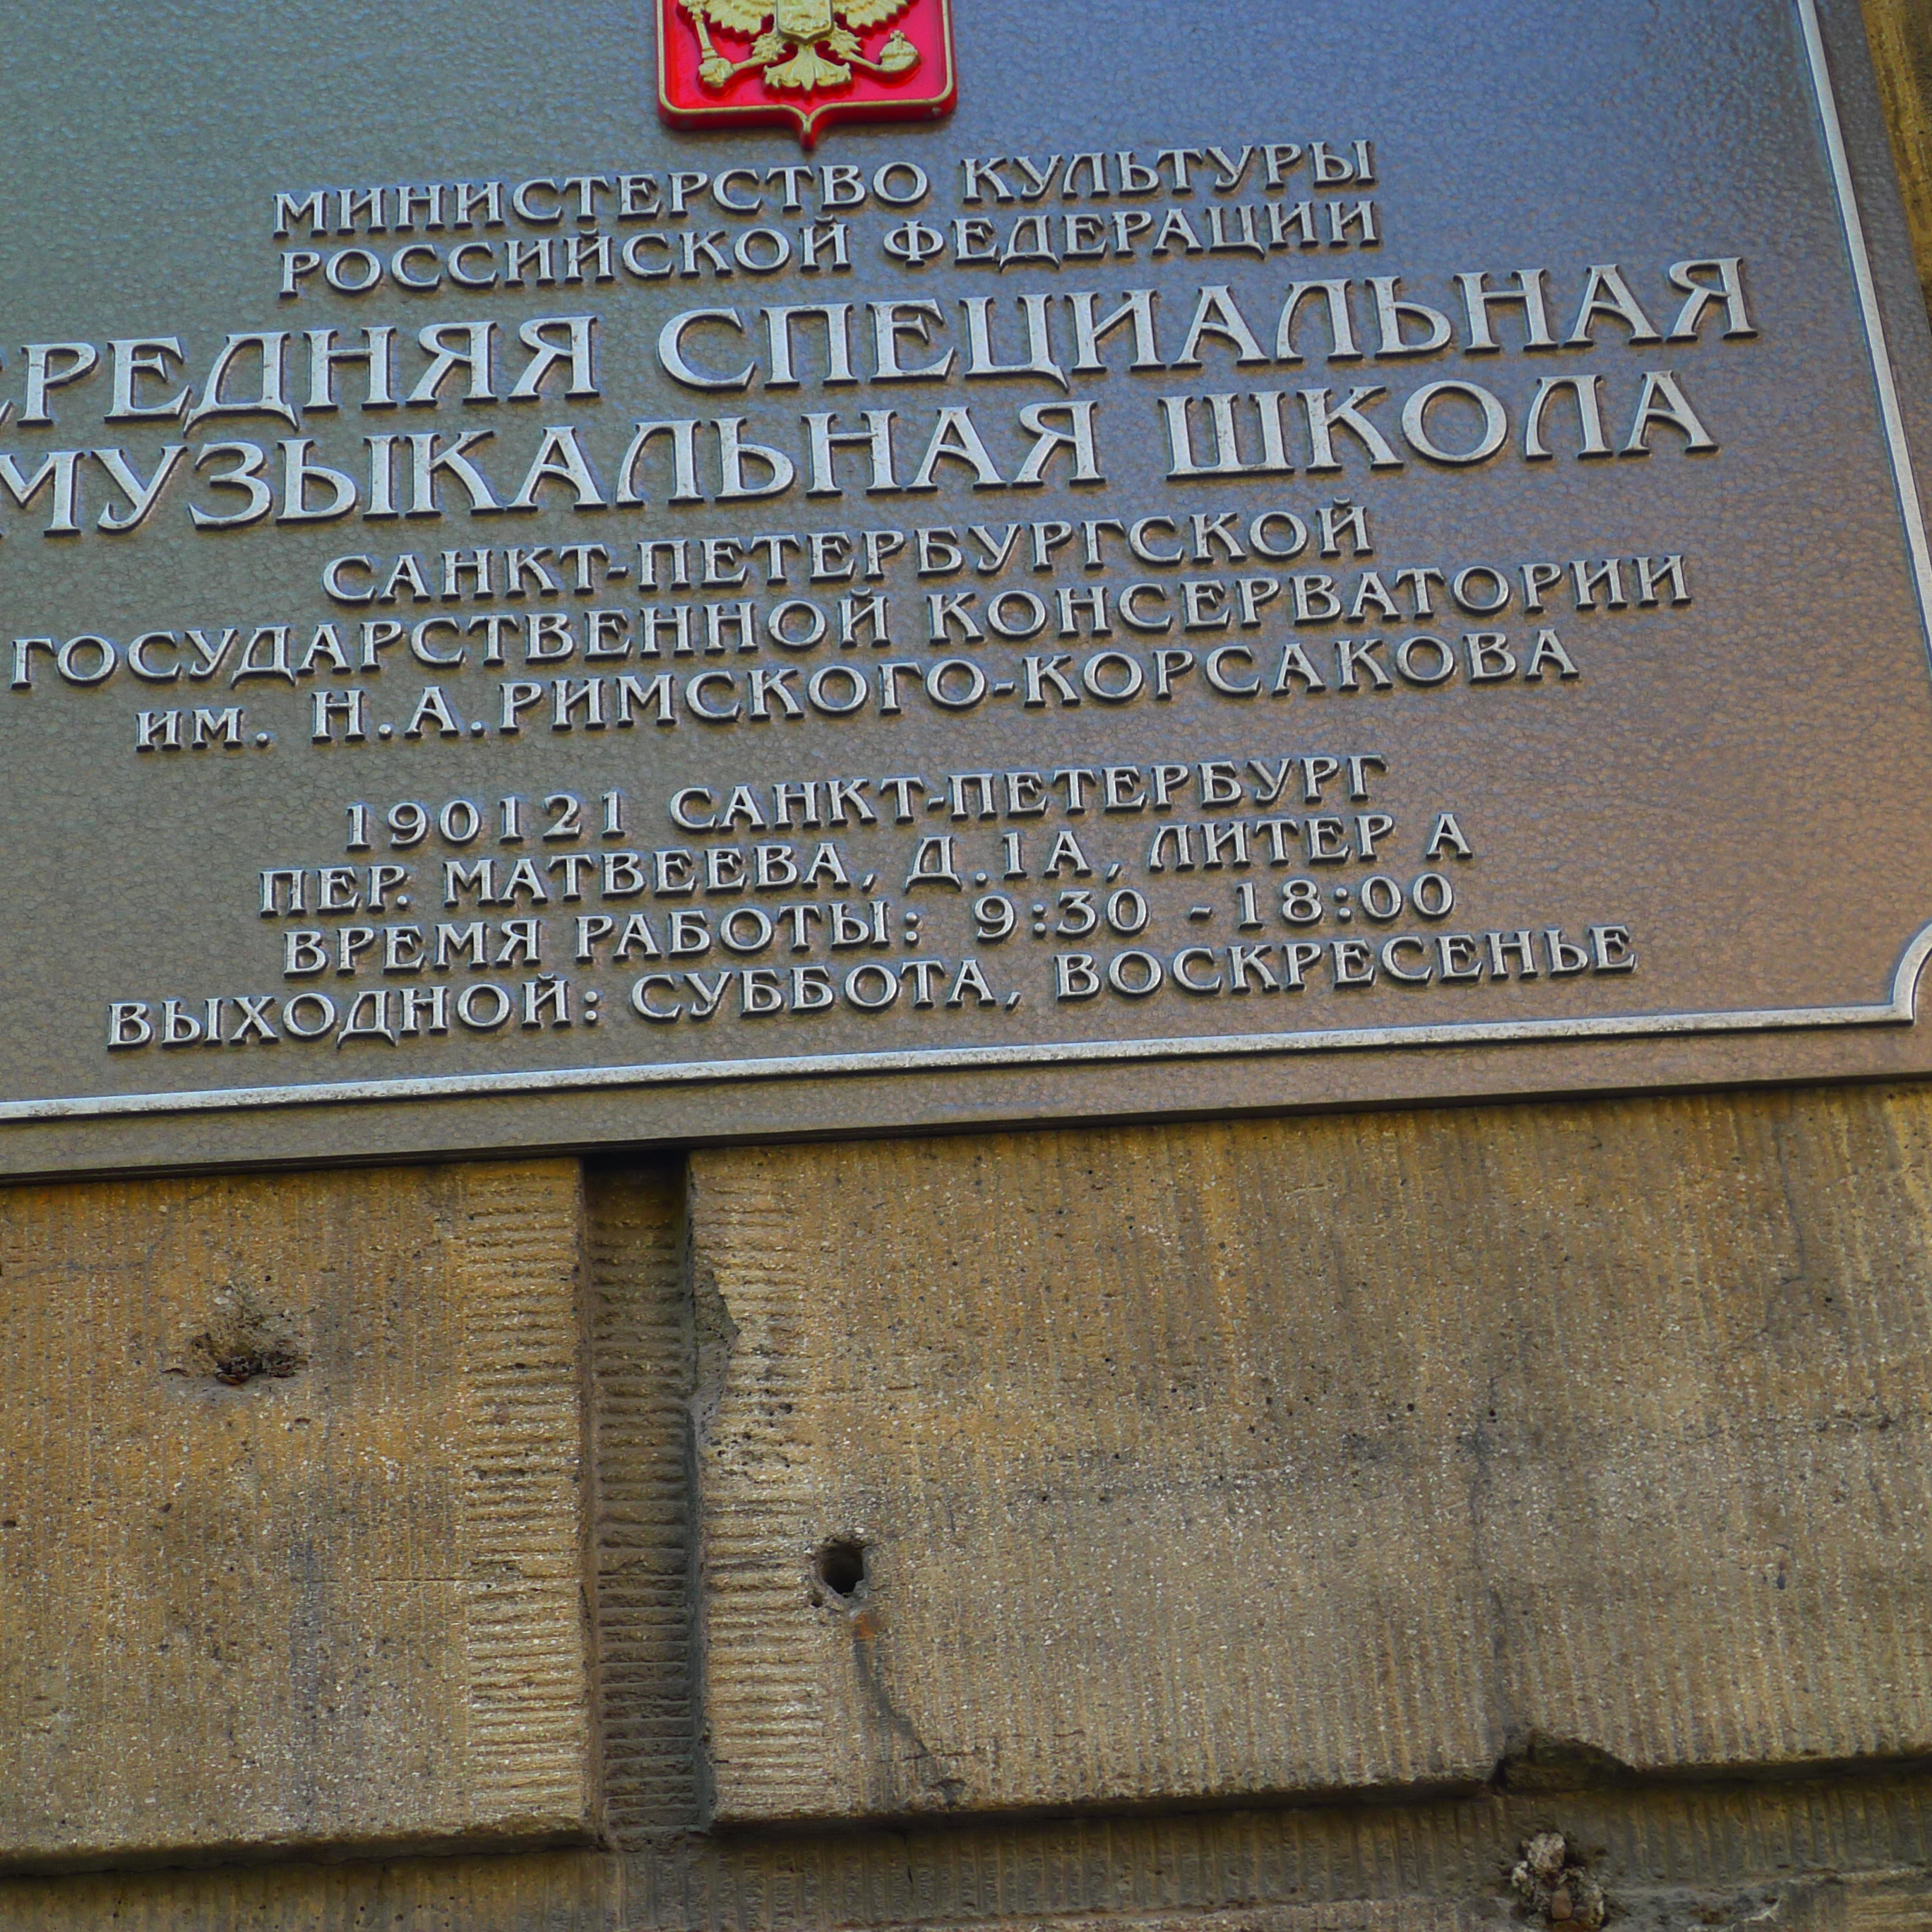 МИНИСТЕРСТВО КУЛЬТУРЫ
РОССИЙСКОЙ ФЕДЕРАЦИИ
СРЕДНЯЯ СПЕЦИАЛЬНАЯ
МУЗЫКАЛЬНАЯ ШКОЛА
САНКТ-ПЕТЕРБУРГСКОЙ
ГОСУДАРСТВЕННОЙ КОНСЕРВАТОРИИ
им. Н.А.РИМСКОГО-КОРСАКОВА
190121 САНКТ-ПЕТЕРБУРГ
ПЕР. МАТВЕЕВА, Д.1А, ЛИТЕР А
ВРЕМЯ РАБОТЫ: 9:30 -18:00
ВЫХОДНОЙ: СУББОТА, ВОСКРЕСЕНЬЕ